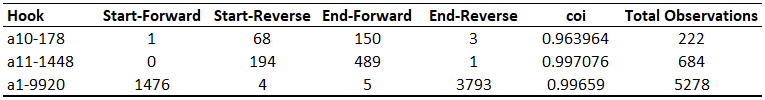 Hook Start-Forward Start-Reverse End-Forward End-Reverse coi Total Observations
a10-178 1 68 150 3 0.963964 222
a11-1448 0 194 489 1 0.997076 684
a1-9920 1476 4 5 3793 0.99659 5278